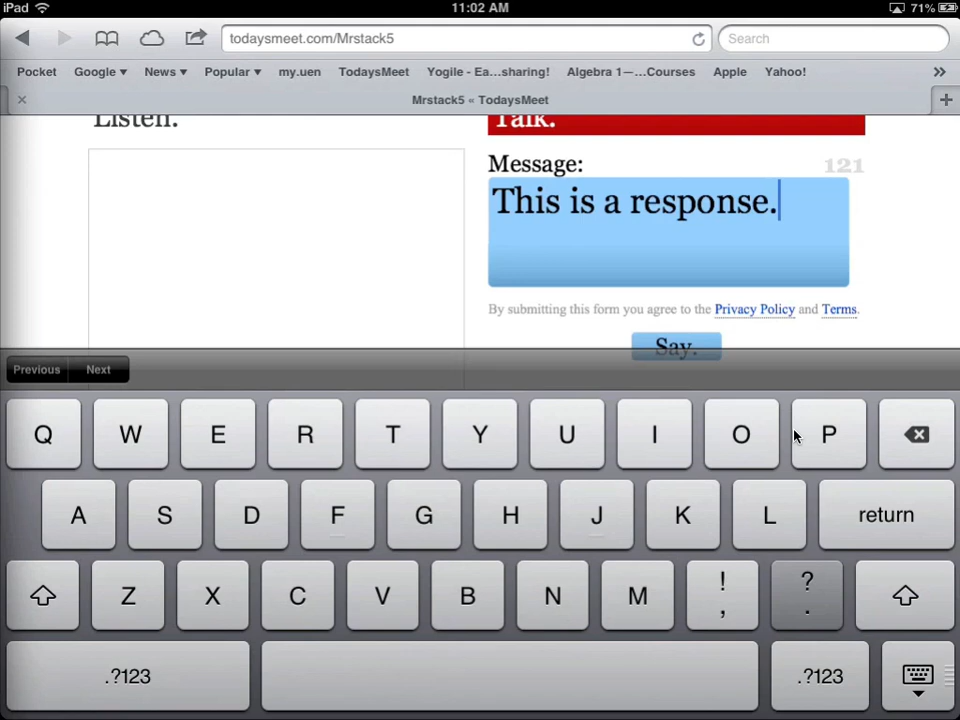 iPad 11:02 AM 71%
todaysmeet.com/Mrstack5 Search
Pocket Google ▾ News ▾ Popular ▾ my.uen TodaysMeet Yogile - Ea...sharing! Algebra 1—...Courses Apple Yahoo! »
Mrstack5 « TodaysMeet
Listen. Talk.
Message: 121
This is a response.
By submitting this form you agree to the Privacy Policy and Terms.
Say.
Previous Next
Q W E R T Y U I O P
A S D F G H J K L return
Z X C V B N M ! ?
, .
.?123 .?123